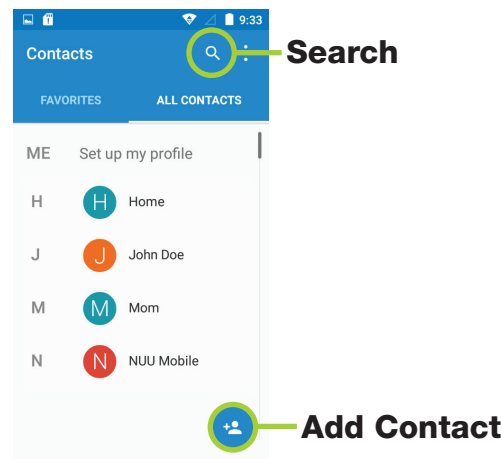 9:33
Contacts
Search
FAVORITES ALL CONTACTS
ME Set up my profile
H H Home
J J John Doe
M M Mom
N N NUU Mobile
Add Contact